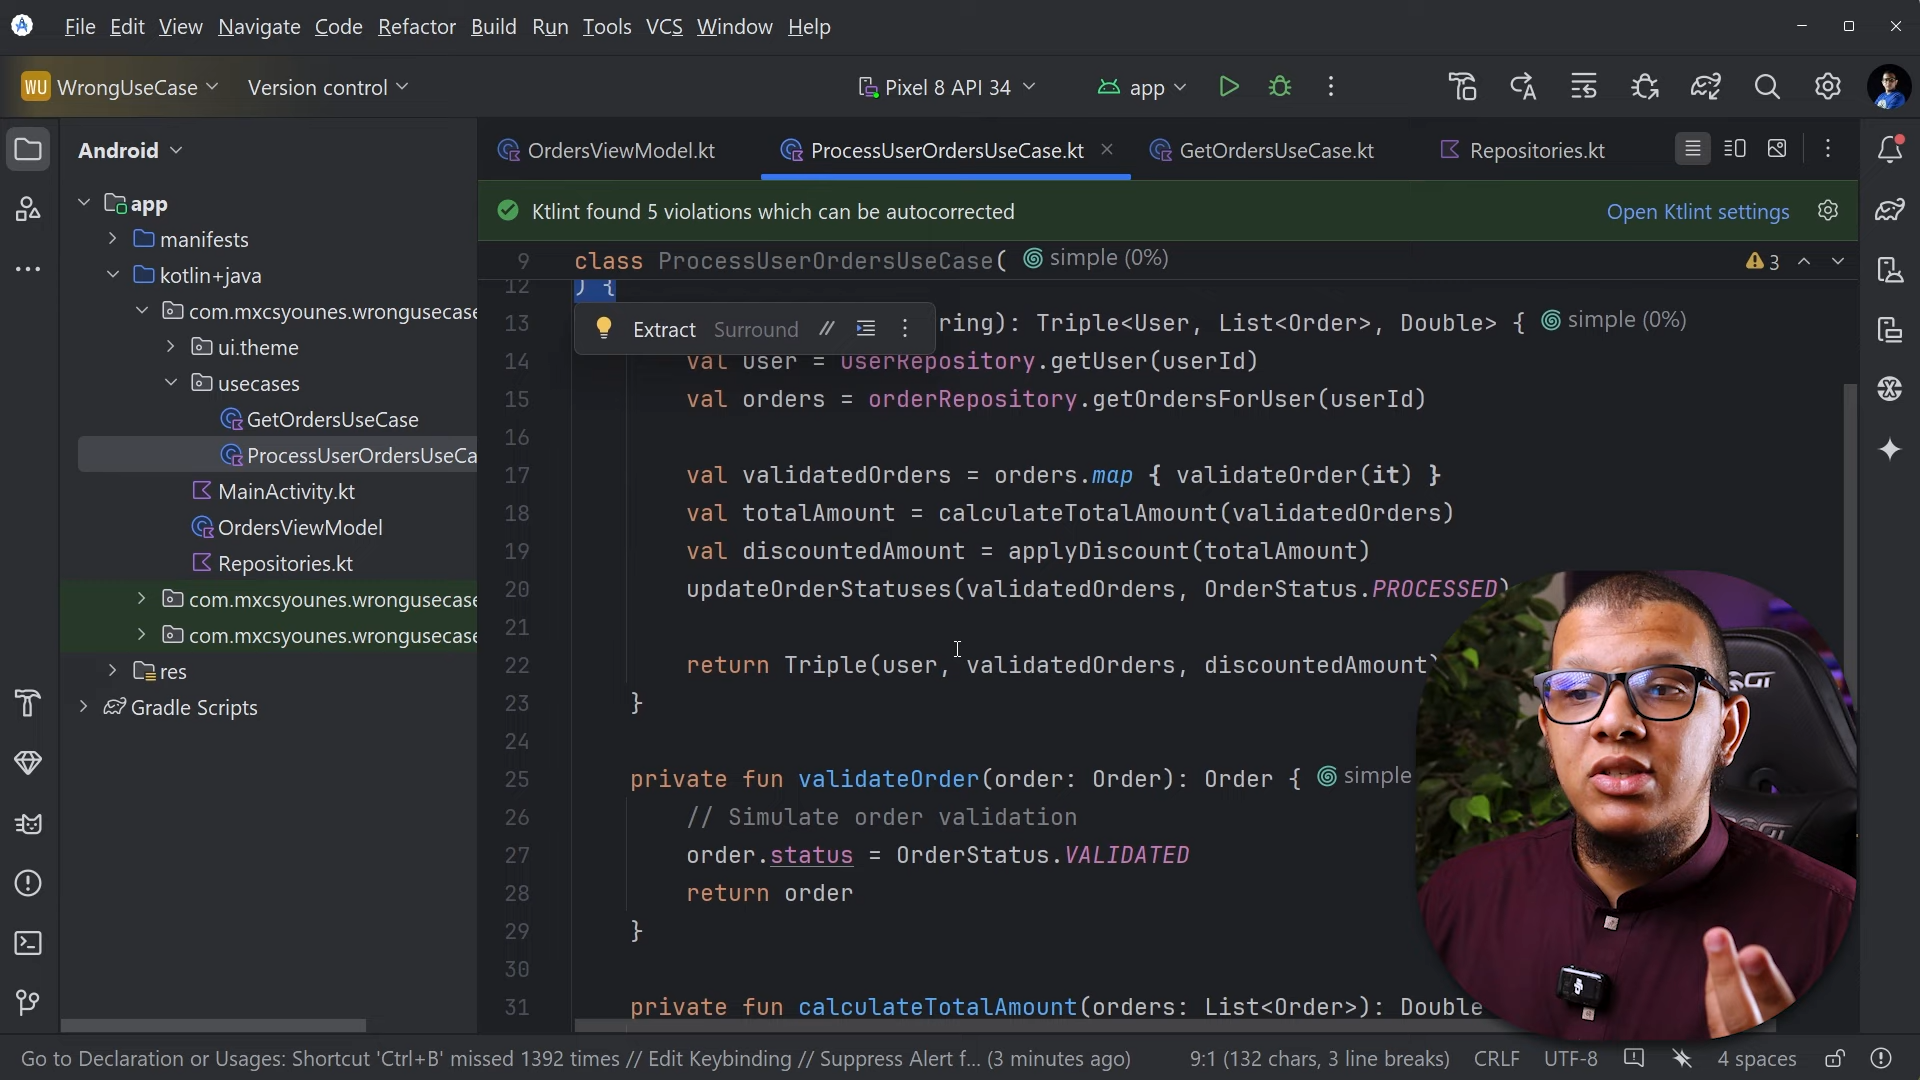 File Edit View Navigate Code Refactor Build Run Tools VCS Window Help
WU WrongUseCase Version control Pixel 8 API 34 app
Android
OrdersViewModel.kt ProcessUserOrdersUseCase.kt GetOrdersUseCase.kt Repositories.kt
app
manifests
kotlin+java
com.mxcsyounes.wrongusecase
ui.theme
usecases
GetOrdersUseCase
ProcessUserOrdersUseCa
MainActivity.kt
OrdersViewModel
Repositories.kt
com.mxcsyounes.wrongusecase
com.mxcsyounes.wrongusecase
res
Gradle Scripts
Ktlint found 5 violations which can be autocorrected Open Ktlint settings
9 class ProcessUserOrdersUseCase( simple (0%) 3
12 ) {
Extract Surround //
13 ring): Triple<User, List<Order>, Double> { simple (0%)
14 val user = userRepository.getUser(userId)
15 val orders = orderRepository.getOrdersForUser(userId)
16
17 val validatedOrders = orders.map { validateOrder(it) }
18 val totalAmount = calculateTotalAmount(validatedOrders)
19 val discountedAmount = applyDiscount(totalAmount)
20 updateOrderStatuses(validatedOrders, OrderStatus.PROCESSED)
21
22 return Triple(user, validatedOrders, discountedAmount)
23 }
24
25 private fun validateOrder(order: Order): Order { simple
26 // Simulate order validation
27 order.status = OrderStatus.VALIDATED
28 return order
29 }
30
31 private fun calculateTotalAmount(orders: List<Order>): Double
Go to Declaration or Usages: Shortcut 'Ctrl+B' missed 1392 times // Edit Keybinding // Suppress Alert f... (3 minutes ago) 9:1 (132 chars, 3 line breaks) CRLF UTF-8 4 spaces